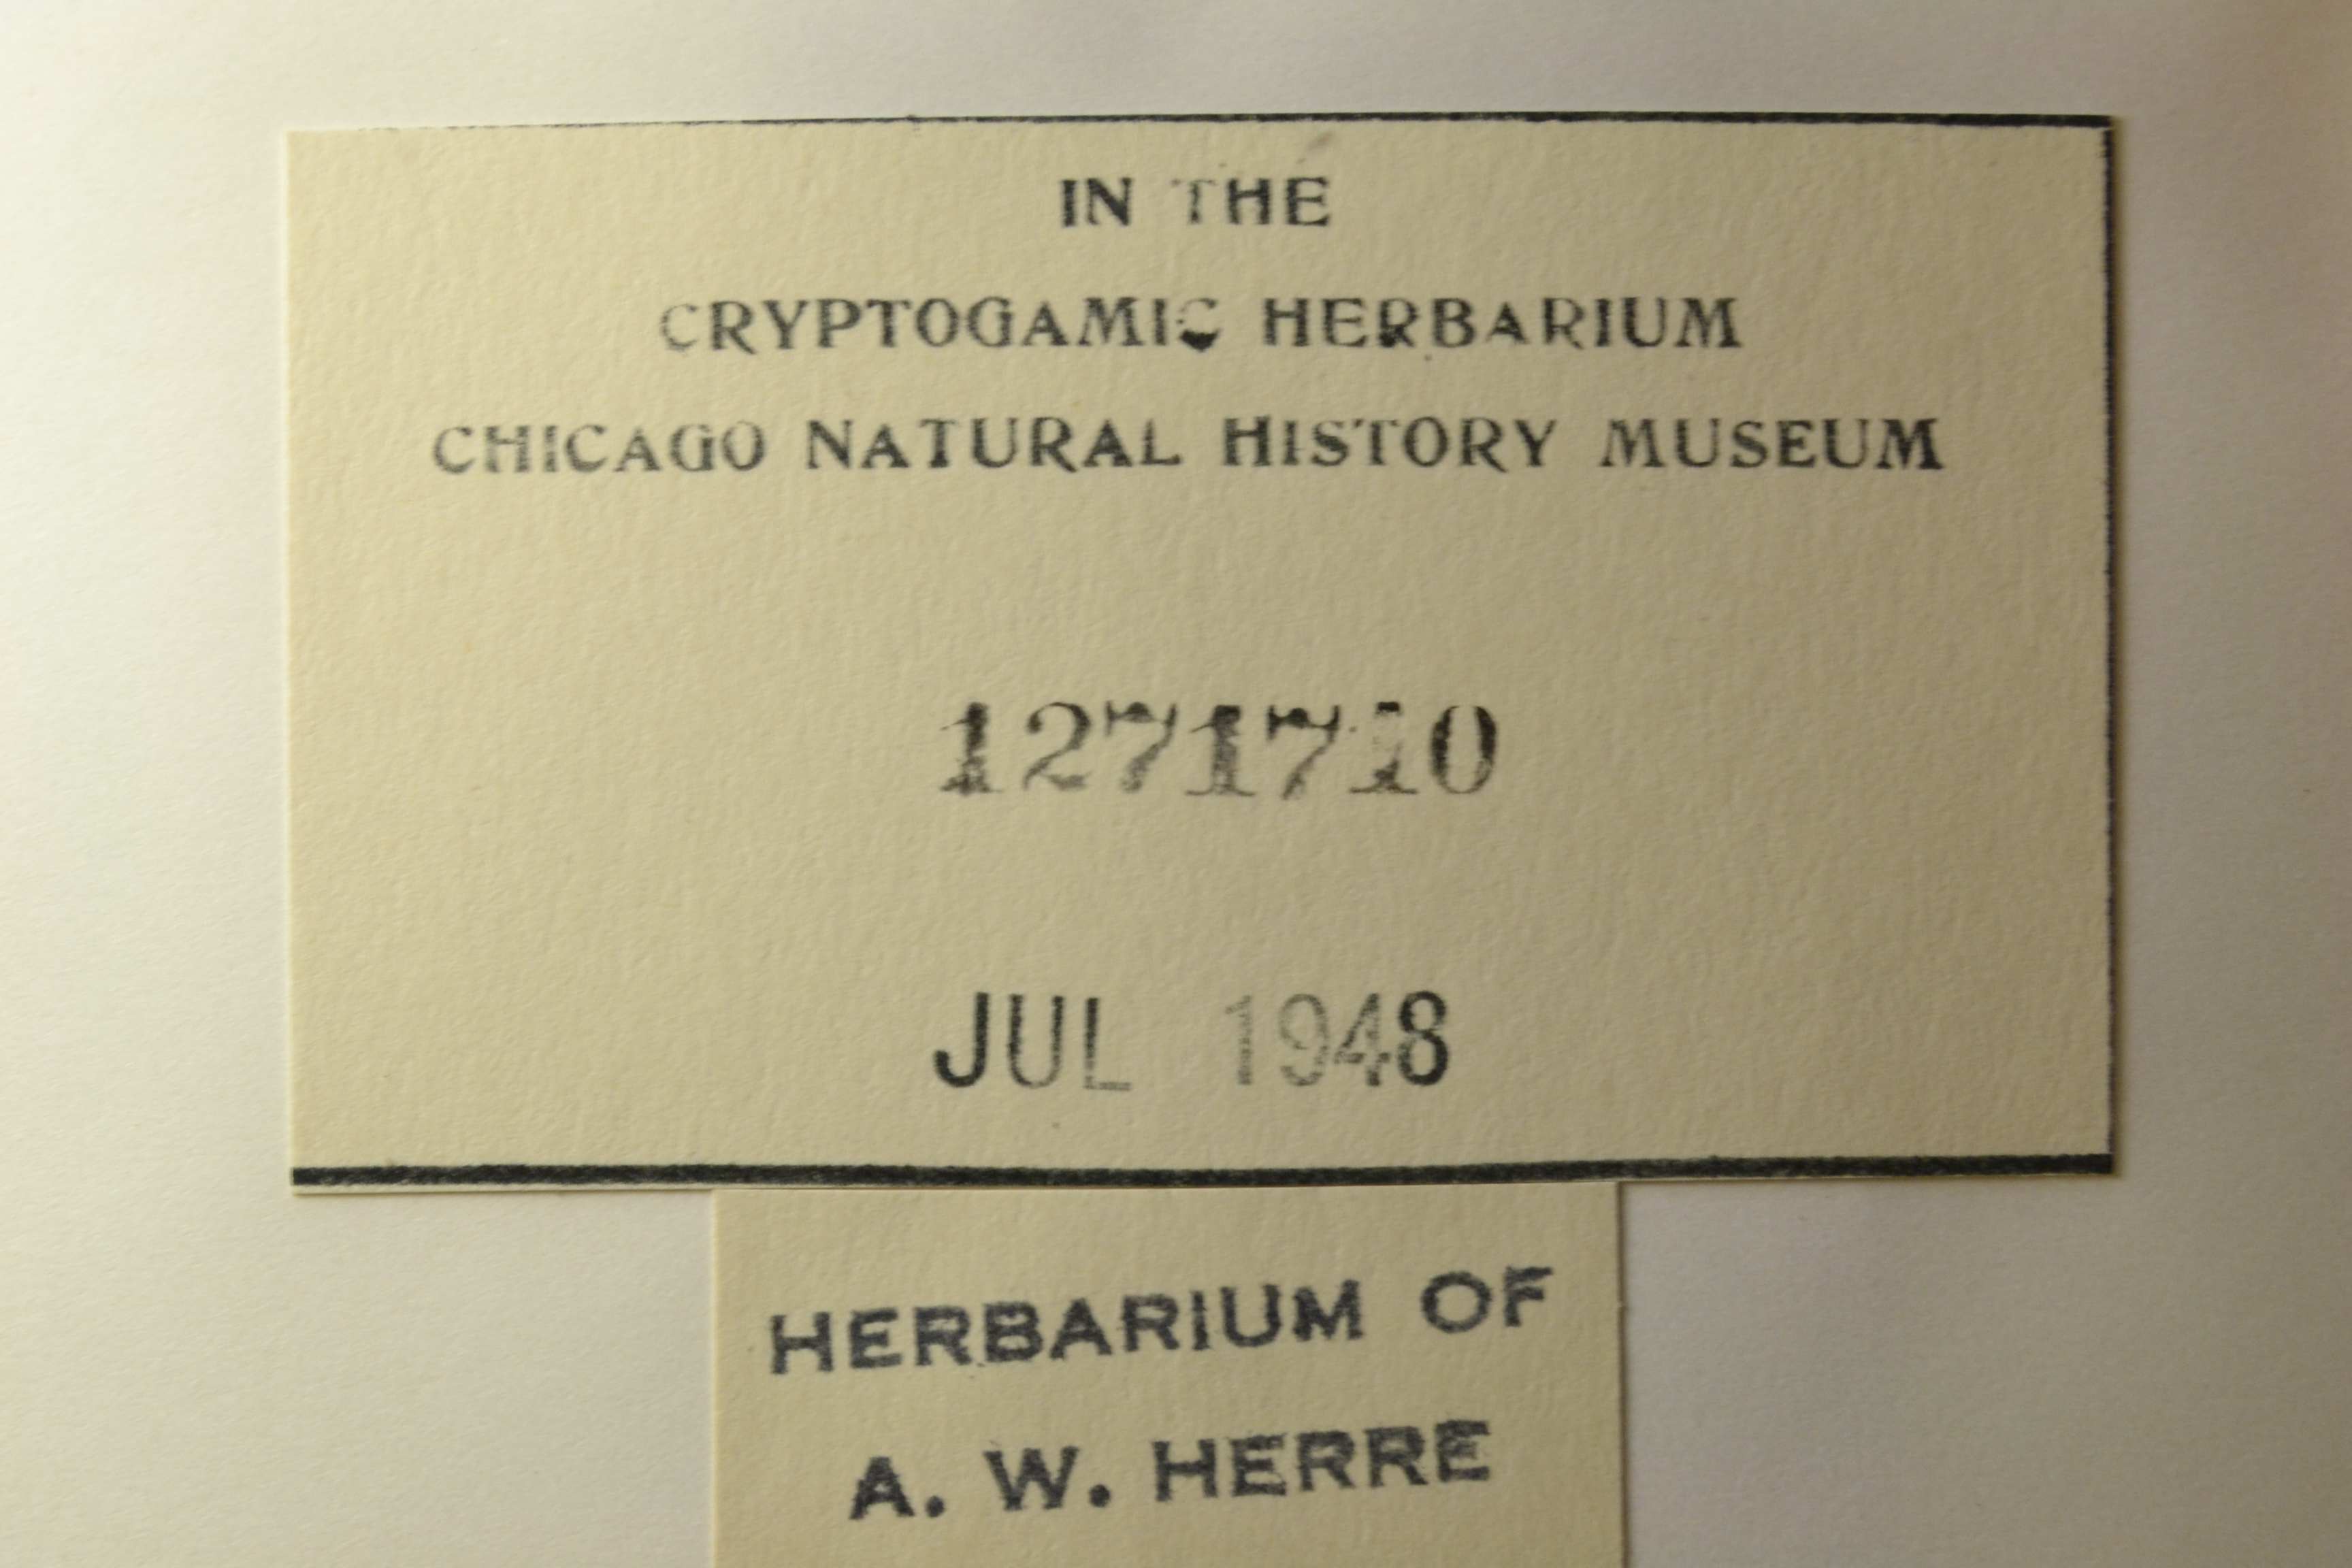 IN THE
CRYPTOGAMIC HERBARIUM
CHICAGO NATURAL HISTORY MUSEUM
1271710
JUL 1948
HERBARIUM OF
A. W. HERRE